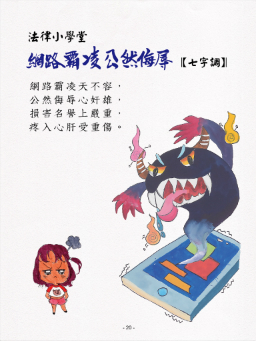 法律小學堂
網路霸凌公然侮辱【七字調】
網路霸凌天不容，
公然侮辱心奸雄，
損害名譽上嚴重，
疼入心肝受重傷。
- 20 -